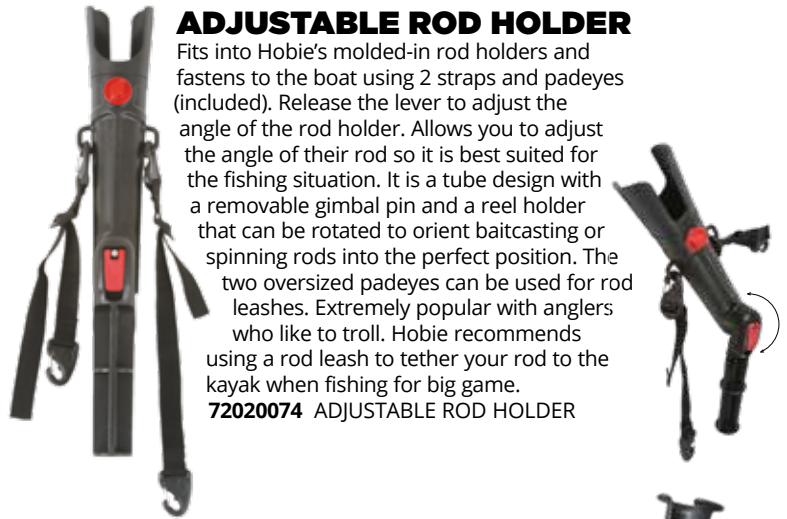 ADJUSTABLE ROD HOLDER
Fits into Hobie’s molded-in rod holders and
fastens to the boat using 2 straps and padeyes
(included). Release the lever to adjust the
angle of the rod holder. Allows you to adjust
the angle of their rod so it is best suited for
the fishing situation. It is a tube design with
a removable gimbal pin and a reel holder
that can be rotated to orient baitcasting or
spinning rods into the perfect position. The
two oversized padeyes can be used for rod
leashes. Extremely popular with anglers
who like to troll. Hobie recommends
using a rod leash to tether your rod to the
kayak when fishing for big game.
72020074 ADJUSTABLE ROD HOLDER